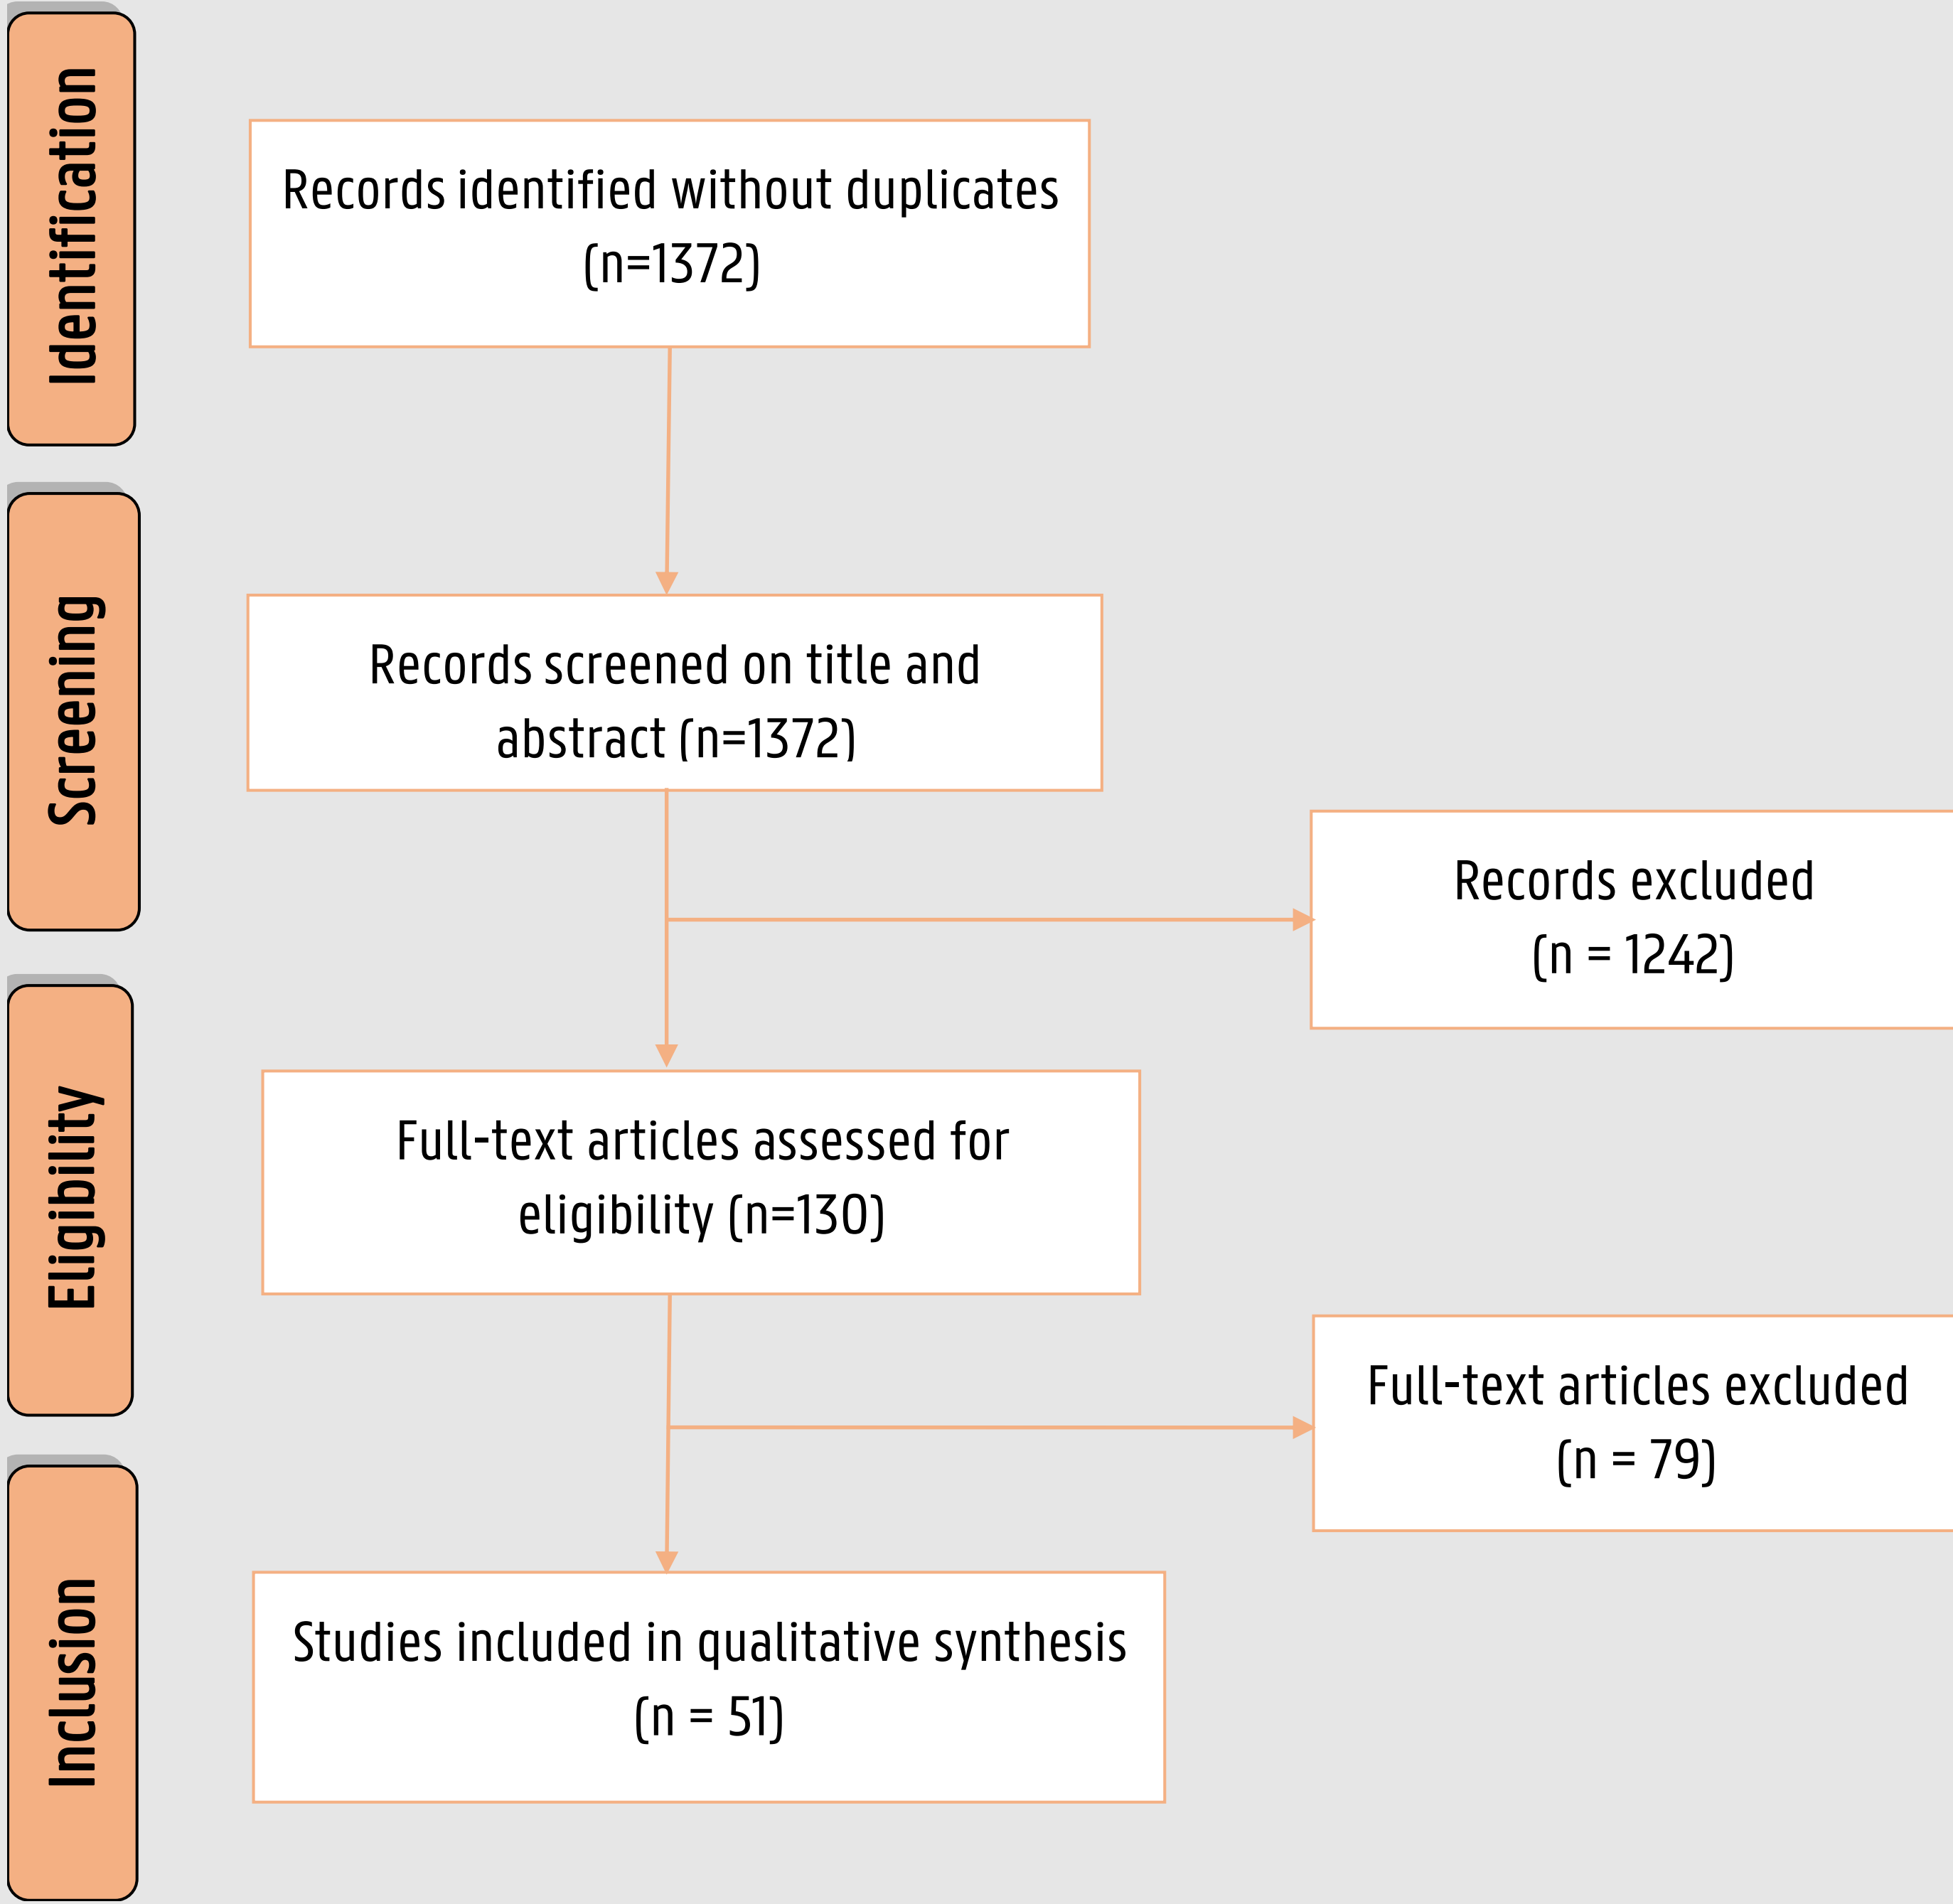 Identification
Records identified without duplicates
(n=1372)
Screening
Records screened on title and
abstract (n=1372)
Records excluded
(n = 1242)
Eligibility
Full-text articles assessed for
eligibility (n=130)
Full-text articles excluded
(n = 79)
Inclusion
Studies included in qualitative synthesis
(n = 51)